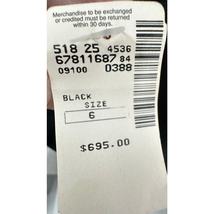 Merchandise to be exchanged
or credited must be returned
within 30 days.
518 25 4536
67811687 84
09100 0388
BLACK
SIZE
6
$695.00